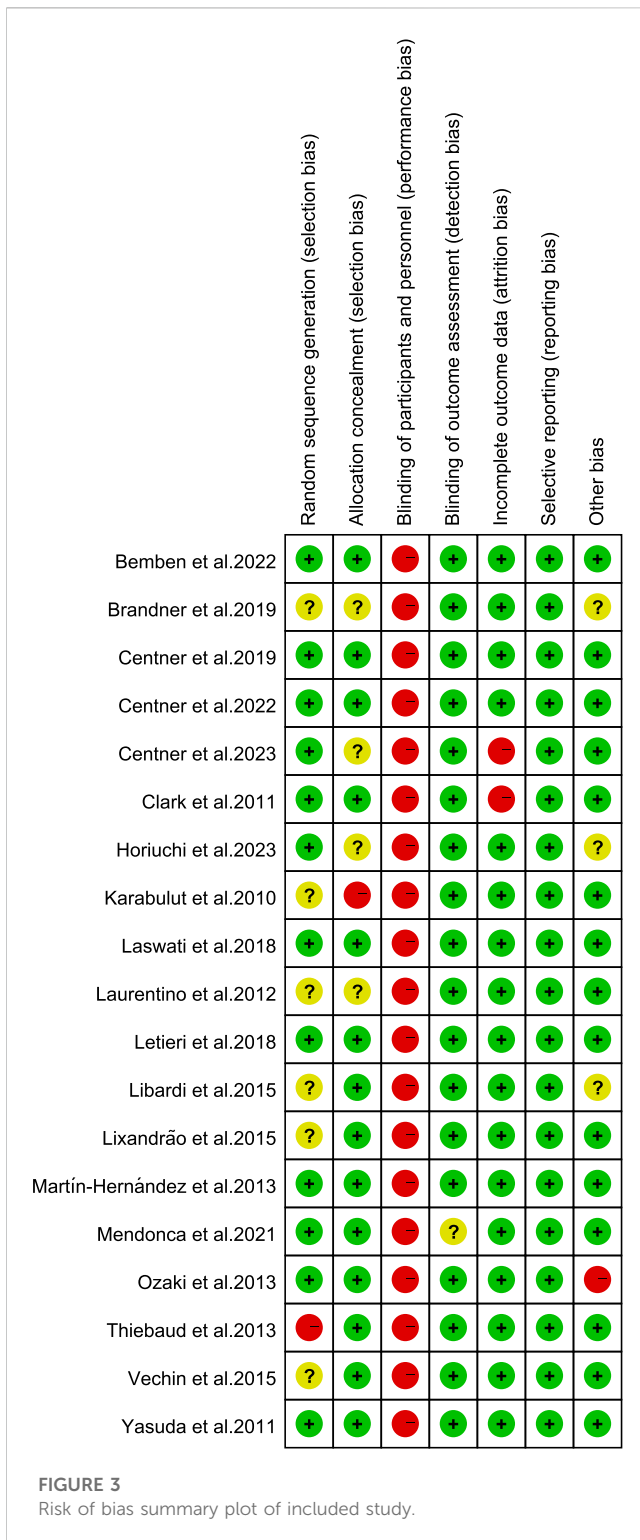 Random sequence generation (selection bias)
Allocation concealment (selection bias)
Blinding of participants and personnel (performance bias)
Blinding of outcome assessment (detection bias)
Incomplete outcome data (attrition bias)
Selective reporting (reporting bias)
Other bias
Bemben et al.2022 + + − + + + +
Brandner et al.2019 ? ? − + + + ?
Centner et al.2019 + + − + + + +
Centner et al.2022 + + − + + + +
Centner et al.2023 + ? − + − + +
Clark et al.2011 + + − + − + +
Horiuchi et al.2023 + ? − + + + ?
Karabulut et al.2010 ? − − + + + +
Laswati et al.2018 + + − + + + +
Laurentino et al.2012 ? ? − + + + +
Letieri et al.2018 + + − + + + +
Libardi et al.2015 ? + − + + + ?
Lixandrão et al.2015 ? + − + + + +
Martín-Hernández et al.2013 + + − + + + +
Mendonca et al.2021 + + − ? + + +
Ozaki et al.2013 + + − + + + −
Thiebaud et al.2013 − + − + + + +
Vechin et al.2015 ? + − + + + +
Yasuda et al.2011 + + − + + + +
FIGURE 3
Risk of bias summary plot of included study.